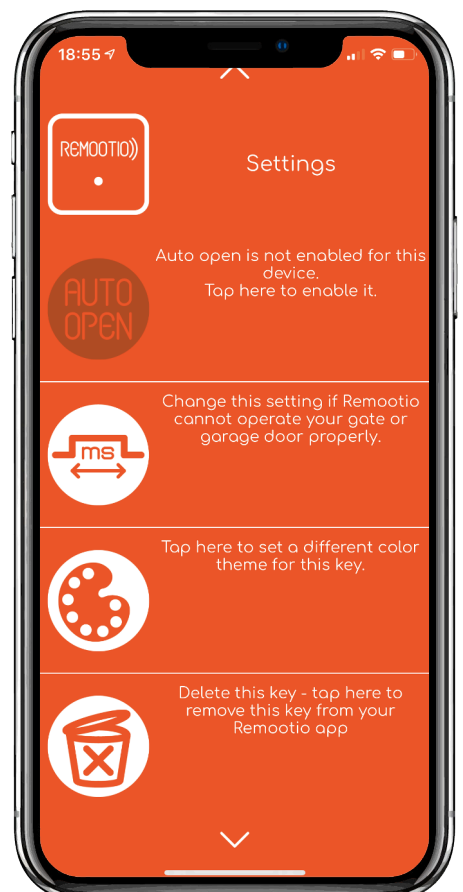 18:55
REMOOTIO
Settings
Auto open is not enabled for this
device.
Tap here to enable it.
AUTO
OPEN
Change this setting if Remootio
cannot operate your gate or
garage door properly.
ms
Tap here to set a different color
theme for this key.
Delete this key - tap here to
remove this key from your
Remootio app